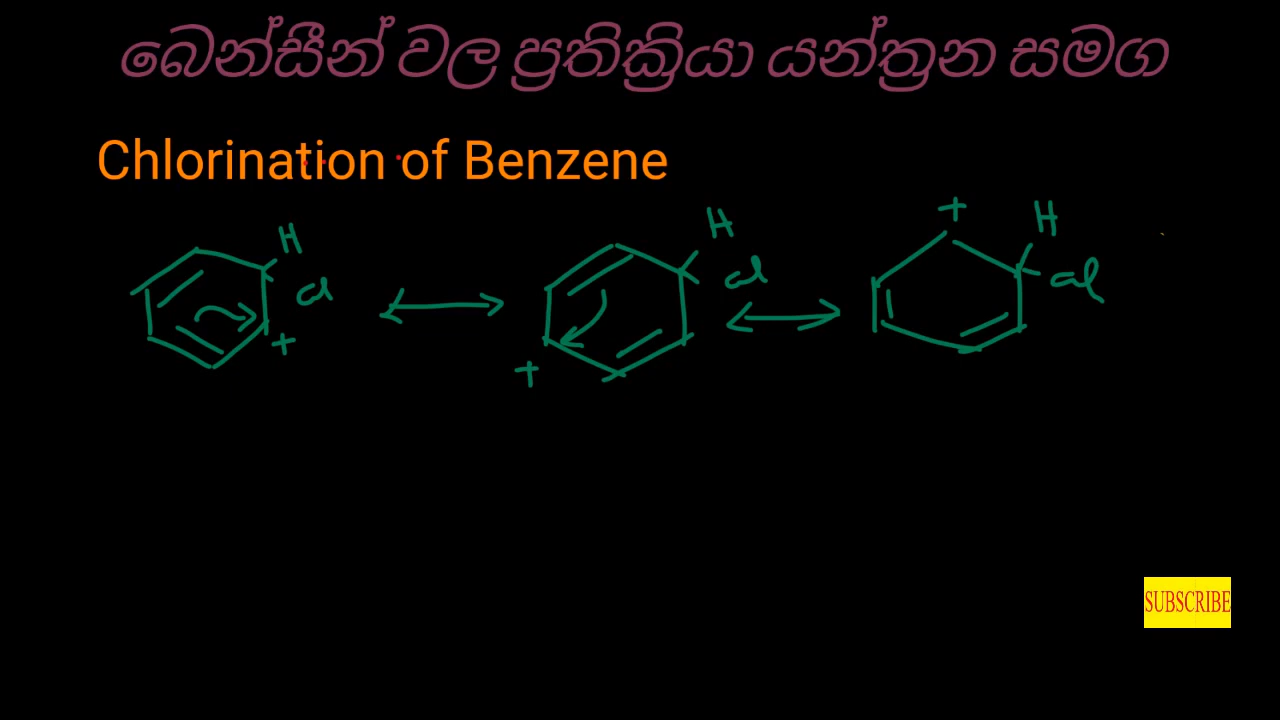 බෙන්සීන් වල ප්‍රතික්‍රියා යන්ත්‍රන සමග
Chlorination of Benzene
H Cl +
H Cl +
+ H Cl
SUBSCRIBE